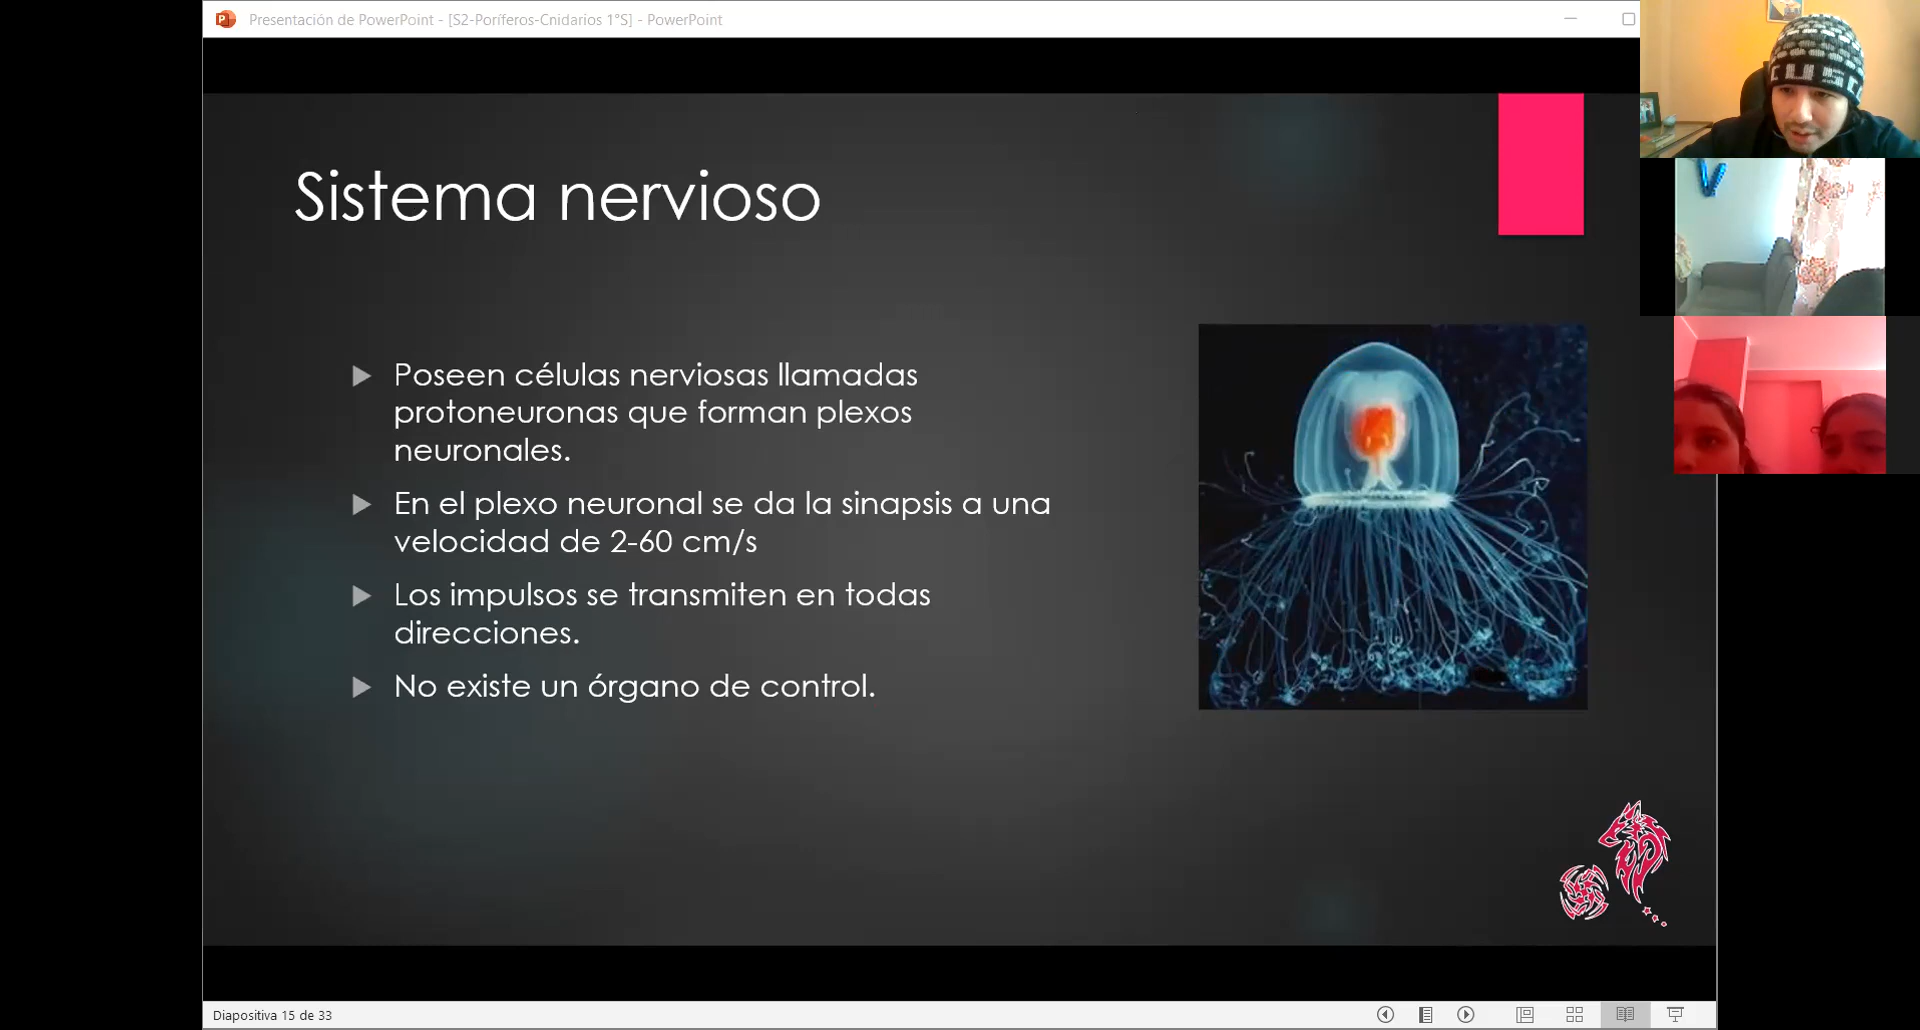 Presentación de PowerPoint - [S2-Poríferos-Cnidarios 1°S] - PowerPoint
Sistema nervioso
Poseen células nerviosas llamadas
protoneuronas que forman plexos
neuronales.
En el plexo neuronal se da la sinapsis a una
velocidad de 2-60 cm/s
Los impulsos se transmiten en todas
direcciones.
No existe un órgano de control.
Diapositiva 15 de 33